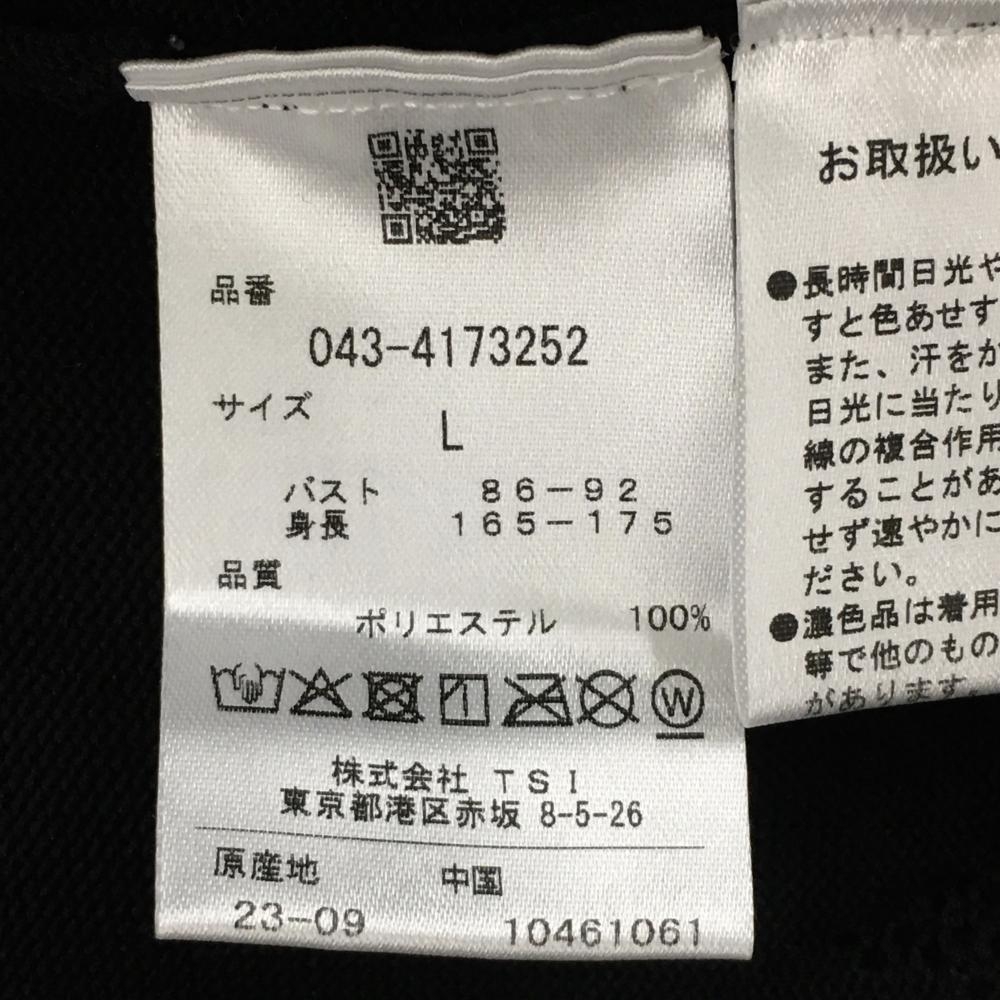 品番
043-4173252
サイズ
L
バスト 86-92
身長 165-175
品質
ポリエステル 100%
W
株式会社 TSI
東京都港区赤坂 8-5-26
原産地 中国
23-09 10461061
お取扱い
●長時間日光や
すと色あせす
また、汗をか
日光に当たり
線の複合作用
することがあ
せず速やかに
ださい。
●濃色品は着用
等で他のもの
があります。